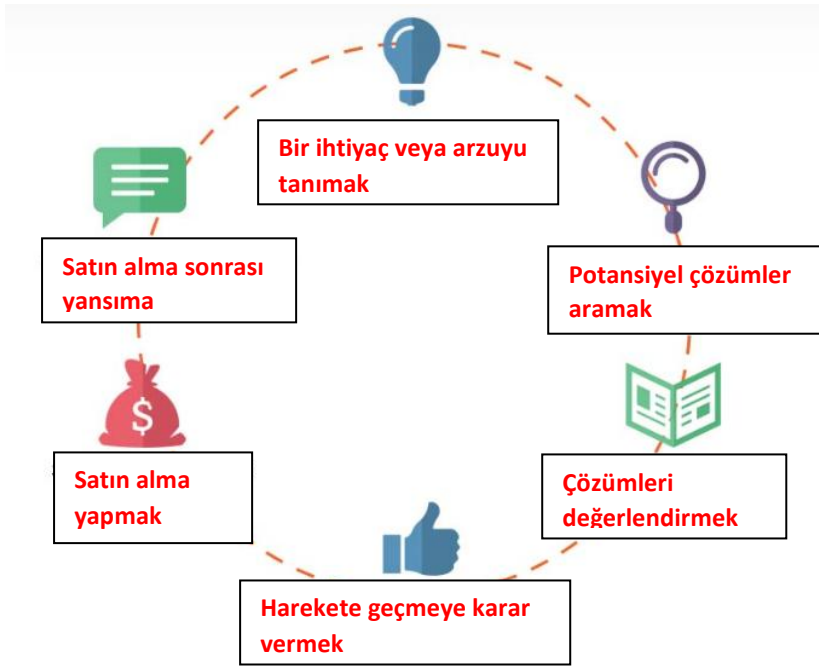 Bir ihtiyaç veya arzuyu
tanımak
Potansiyel çözümler
aramak
Çözümleri
değerlendirmek
Harekete geçmeye karar
vermek
Satın alma
yapmak
$
Satın alma sonrası
yansıma